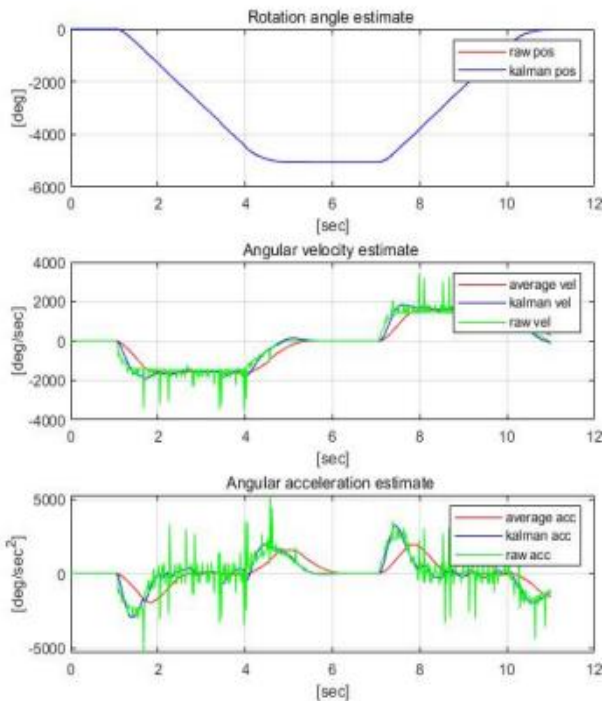 Rotation angle estimate
0
-2000
-4000
-6000
[deg]
raw pos
kalman pos
0 2 4 6 8 10 12
[sec]
Angular velocity estimate
4000
2000
0
-2000
-4000
[deg/sec]
average vel
kalman vel
raw vel
0 2 4 6 8 10 12
[sec]
Angular acceleration estimate
5000
0
-5000
[deg/sec²]
average acc
kalman acc
raw acc
0 2 4 6 8 10 12
[sec]